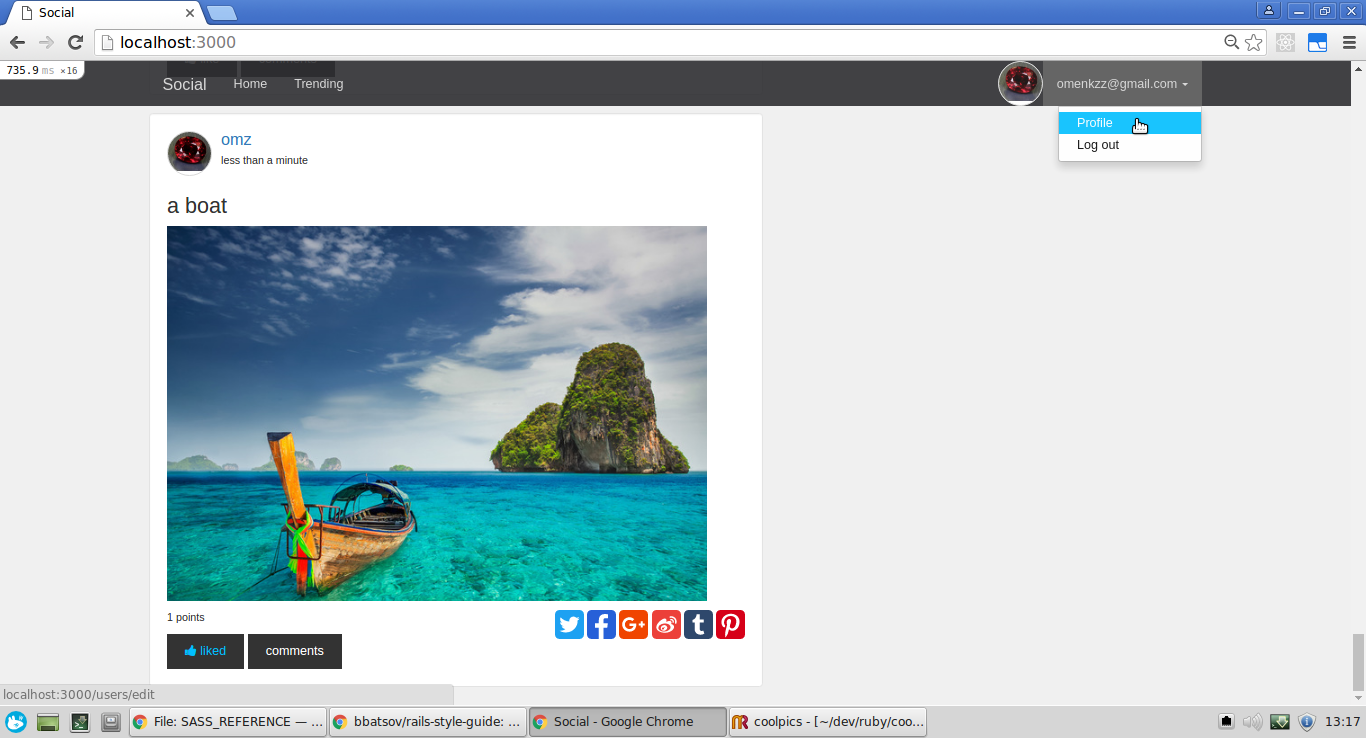 Social
localhost:3000
735.9 ms ×16
Social Home Trending omenkzz@gmail.com
Profile
Log out
omz
less than a minute
a boat
1 points
liked comments
localhost:3000/users/edit
File: SASS_REFERENCE — ... bbatsov/rails-style-guide: ... Social - Google Chrome coolpics - [~/dev/ruby/coo... 13:17